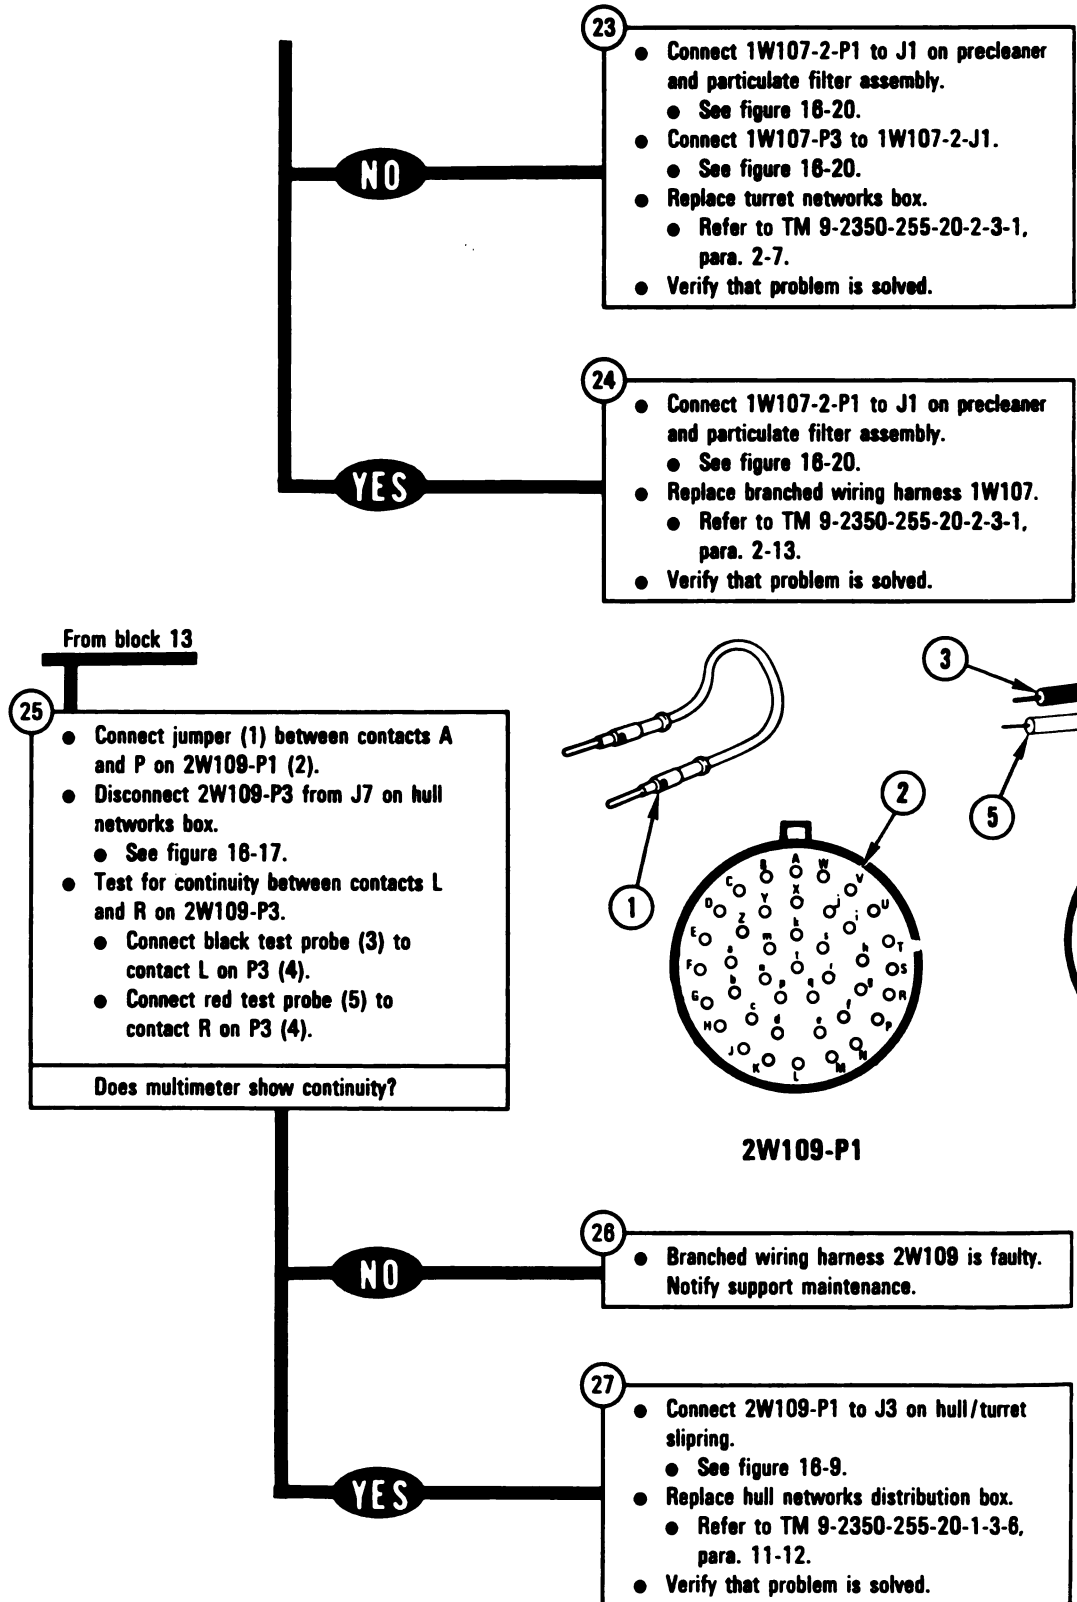 23
● Connect 1W107-2-P1 to J1 on precleaner
and particulate filter assembly.
● See figure 16-20.
● Connect 1W107-P3 to 1W107-2-J1.
● See figure 16-20.
● Replace turret networks box.
● Refer to TM 9-2350-255-20-2-3-1,
para. 2-7.
● Verify that problem is solved.
NO
24
● Connect 1W107-2-P1 to J1 on precleaner
and particulate filter assembly.
● See figure 16-20.
● Replace branched wiring harness 1W107.
● Refer to TM 9-2350-255-20-2-3-1,
para. 2-13.
● Verify that problem is solved.
YES
From block 13
25
● Connect jumper (1) between contacts A
and P on 2W109-P1 (2).
● Disconnect 2W109-P3 from J7 on hull
networks box.
● See figure 16-17.
● Test for continuity between contacts L
and R on 2W109-P3.
● Connect black test probe (3) to
contact L on P3 (4).
● Connect red test probe (5) to
contact R on P3 (4).
Does multimeter show continuity?
1
2
3
5
A
B
C
D
E
F
G
H
J
K
L
M
N
P
R
S
T
U
V
W
X
Y
Z
a
b
c
d
e
f
g
h
i
j
k
m
n
p
q
r
s
t
2W109-P1
NO
26
● Branched wiring harness 2W109 is faulty.
Notify support maintenance.
YES
27
● Connect 2W109-P1 to J3 on hull/turret
slipring.
● See figure 16-9.
● Replace hull networks distribution box.
● Refer to TM 9-2350-255-20-1-3-6,
para. 11-12.
● Verify that problem is solved.